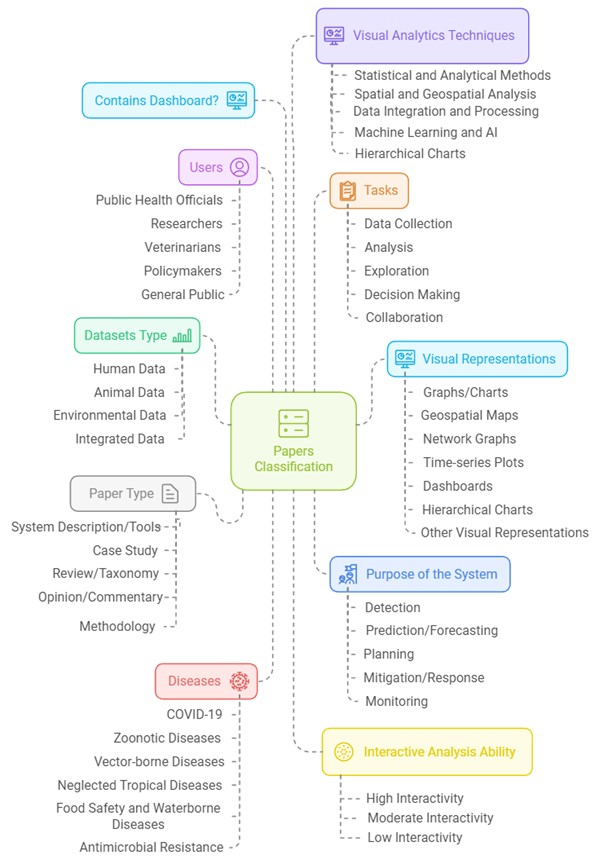 Visual Analytics Techniques
Statistical and Analytical Methods
Spatial and Geospatial Analysis
Data Integration and Processing
Machine Learning and AI
Hierarchical Charts
Contains Dashboard?
Users
Public Health Officials
Researchers
Veterinarians
Policymakers
General Public
Tasks
Data Collection
Analysis
Exploration
Decision Making
Collaboration
Datasets Type
Human Data
Animal Data
Environmental Data
Integrated Data
Visual Representations
Graphs/Charts
Geospatial Maps
Network Graphs
Time-series Plots
Dashboards
Hierarchical Charts
Other Visual Representations
Papers
Classification
Paper Type
System Description/Tools
Case Study
Review/Taxonomy
Opinion/Commentary
Methodology
Purpose of the System
Detection
Prediction/Forecasting
Planning
Mitigation/Response
Monitoring
Diseases
COVID-19
Zoonotic Diseases
Vector-borne Diseases
Neglected Tropical Diseases
Food Safety and Waterborne
Diseases
Antimicrobial Resistance
Interactive Analysis Ability
High Interactivity
Moderate Interactivity
Low Interactivity